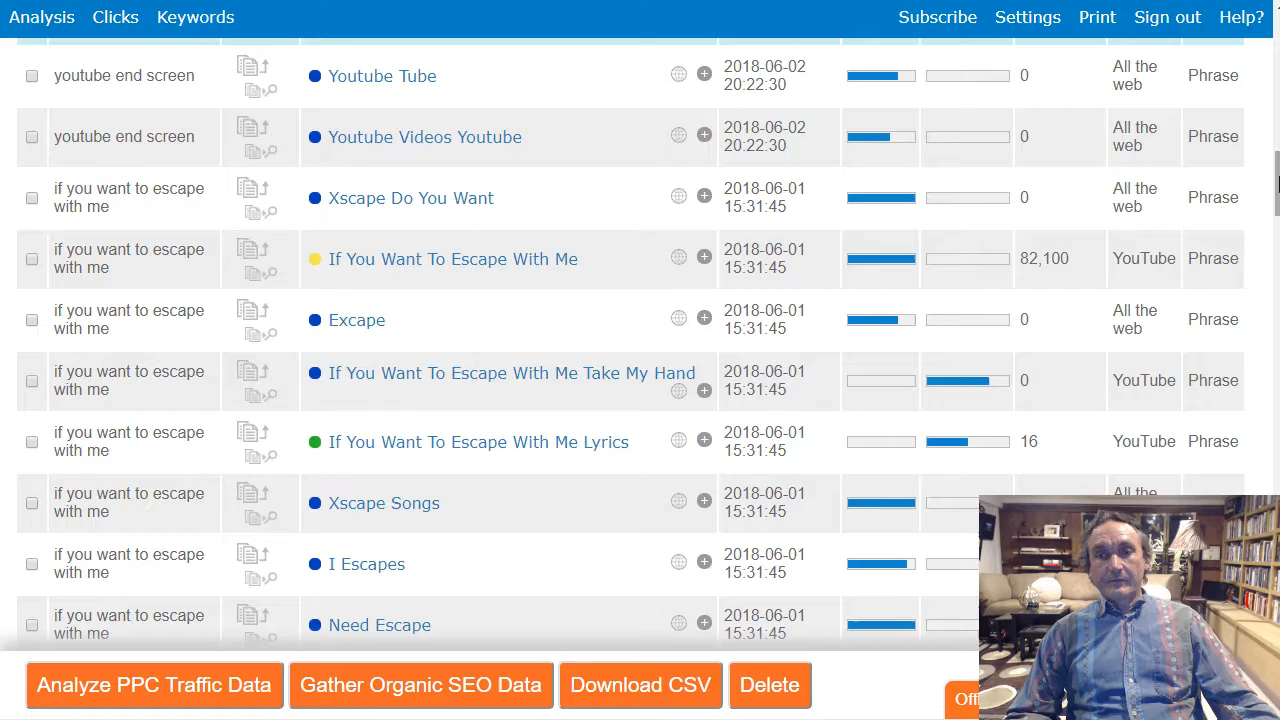 Analysis Clicks Keywords Subscribe Settings Print Sign out Help?
youtube end screen Youtube Tube 2018-06-02 20:22:30 0 All the web Phrase
youtube end screen Youtube Videos Youtube 2018-06-02 20:22:30 0 All the web Phrase
if you want to escape with me Xscape Do You Want 2018-06-01 15:31:45 0 All the web Phrase
if you want to escape with me If You Want To Escape With Me 2018-06-01 15:31:45 82,100 YouTube Phrase
if you want to escape with me Excape 2018-06-01 15:31:45 0 All the web Phrase
if you want to escape with me If You Want To Escape With Me Take My Hand 2018-06-01 15:31:45 0 YouTube Phrase
if you want to escape with me If You Want To Escape With Me Lyrics 2018-06-01 15:31:45 16 YouTube Phrase
if you want to escape with me Xscape Songs 2018-06-01 15:31:45 All the
if you want to escape with me I Escapes 2018-06-01 15:31:45
if you want to escape with me Need Escape 2018-06-01 15:31:45
Analyze PPC Traffic Data Gather Organic SEO Data Download CSV Delete